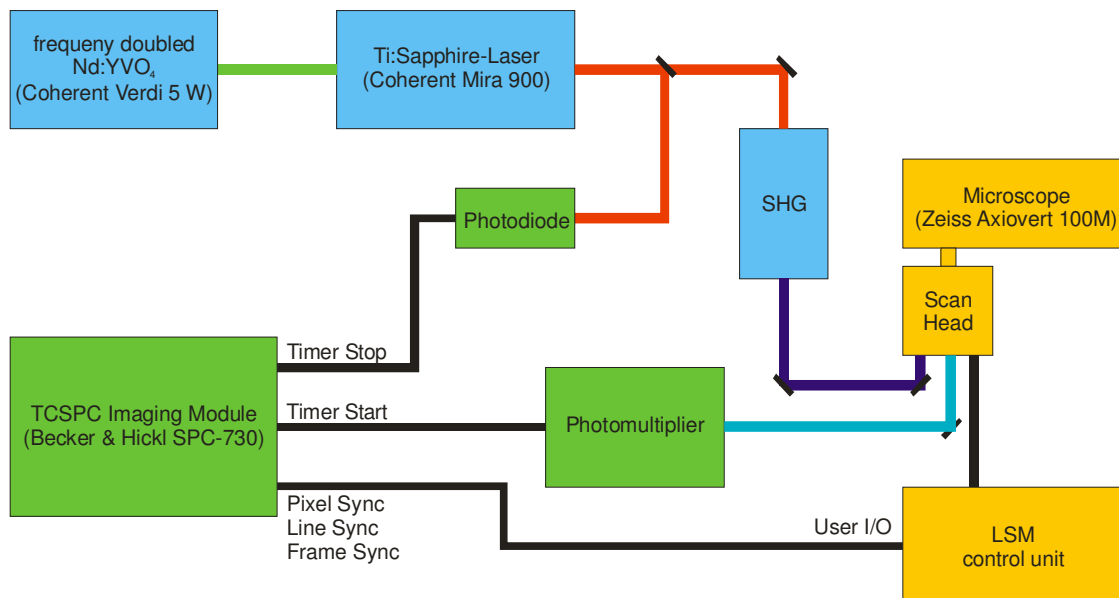 frequeny doubled
Nd:YVO₄
(Coherent Verdi 5 W)
Ti:Sapphire-Laser
(Coherent Mira 900)
SHG
Microscope
(Zeiss Axiovert 100M)
Photodiode
Scan
Head
Timer Stop
TCSPC Imaging Module
(Becker & Hickl SPC-730)
Timer Start
Photomultiplier
Pixel Sync
Line Sync
Frame Sync
User I/O
LSM
control unit